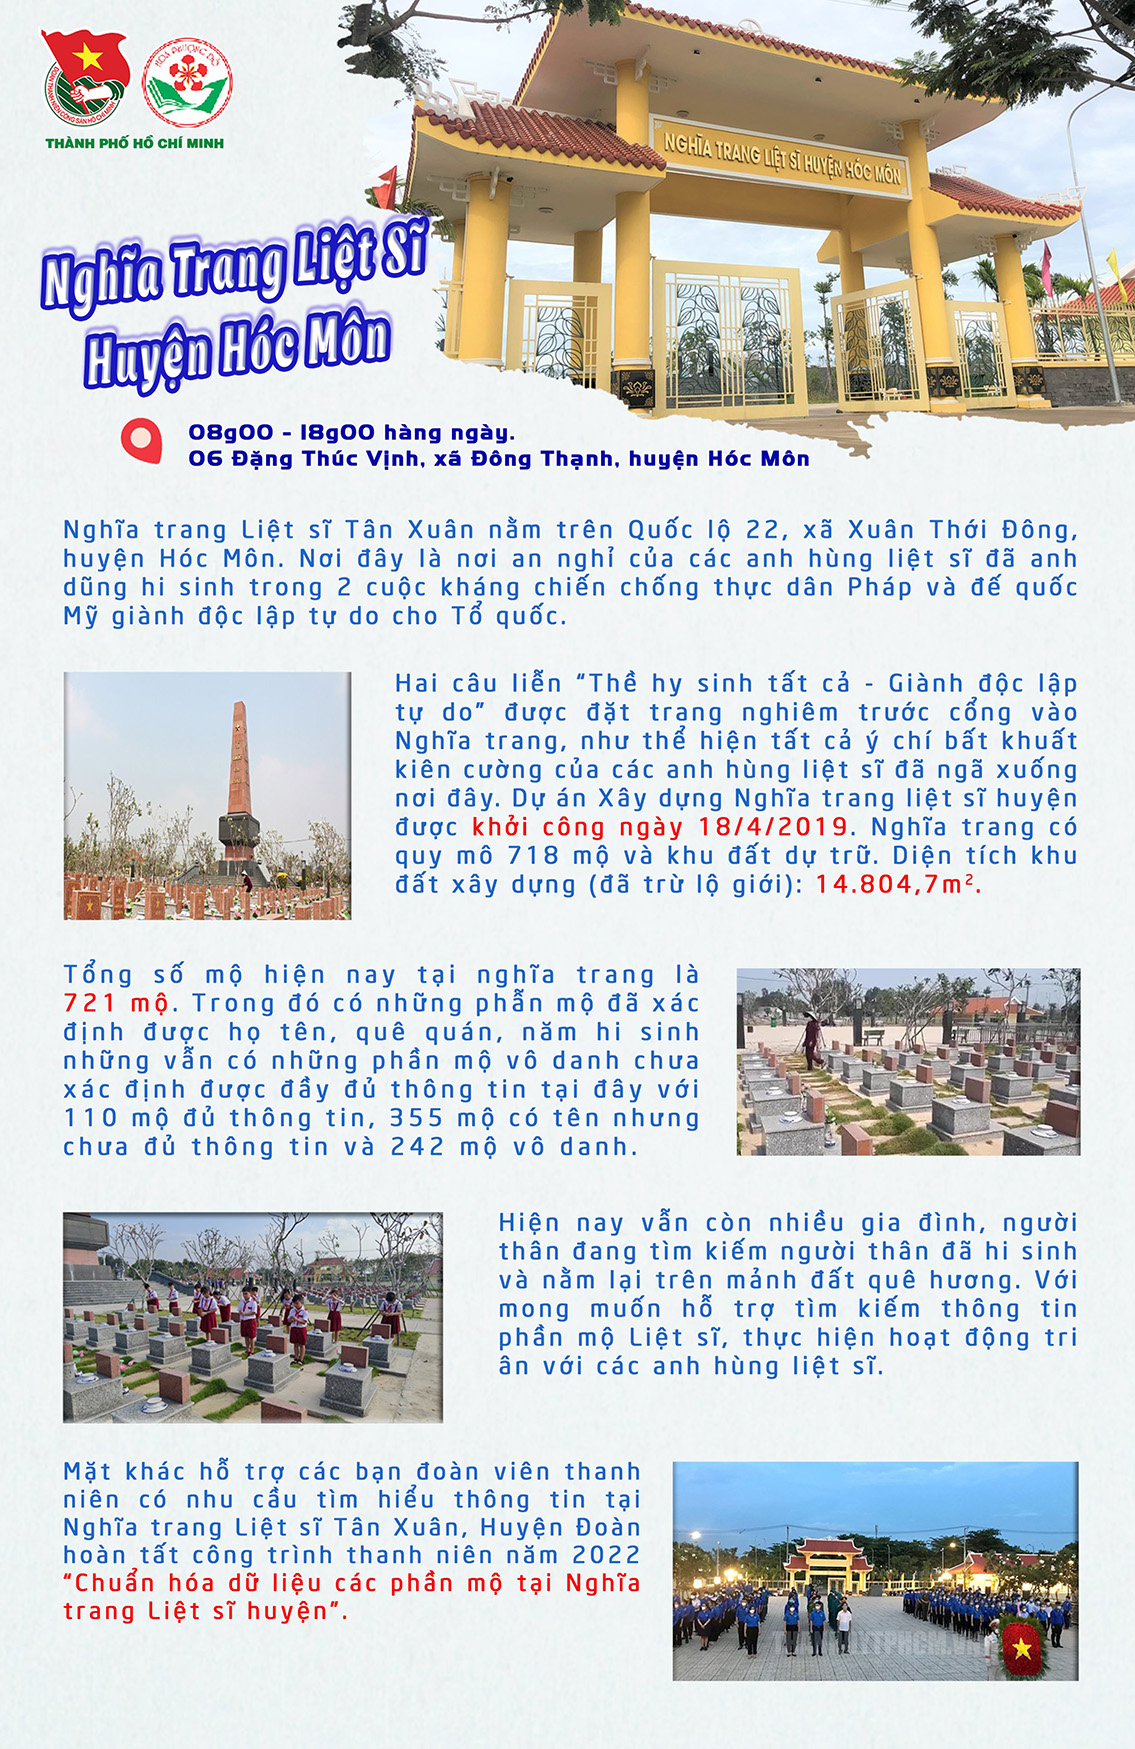 ĐOÀN THANH NIÊN CỘNG SẢN HỒ CHÍ MINH
HOA PHƯỢNG ĐỎ
THÀNH PHỐ HỒ CHÍ MINH
NGHĨA TRANG LIỆT SĨ HUYỆN HÓC MÔN
Nghĩa Trang Liệt Sĩ
Huyện Hóc Môn
08g00 - 18g00 hàng ngày.
06 Đặng Thúc Vịnh, xã Đông Thạnh, huyện Hóc Môn
Nghĩa trang Liệt sĩ Tân Xuân nằm trên Quốc lộ 22, xã Xuân Thới Đông,
huyện Hóc Môn. Nơi đây là nơi an nghỉ của các anh hùng liệt sĩ đã anh
dũng hi sinh trong 2 cuộc kháng chiến chống thực dân Pháp và đế quốc
Mỹ giành độc lập tự do cho Tổ quốc.
Hai câu liễn “Thề hy sinh tất cả - Giành độc lập
tự do” được đặt trang nghiêm trước cổng vào
Nghĩa trang, như thể hiện tất cả ý chí bất khuất
kiên cường của các anh hùng liệt sĩ đã ngã xuống
nơi đây. Dự án Xây dựng Nghĩa trang liệt sĩ huyện
được khởi công ngày 18/4/2019. Nghĩa trang có
quy mô 718 mộ và khu đất dự trữ. Diện tích khu
đất xây dựng (đã trừ lộ giới): 14.804,7m².
Tổng số mộ hiện nay tại nghĩa trang là
721 mộ. Trong đó có những phẫn mộ đã xác
định được họ tên, quê quán, năm hi sinh
những vẫn có những phần mộ vô danh chưa
xác định được đầy đủ thông tin tại đây với
110 mộ đủ thông tin, 355 mộ có tên nhưng
chưa đủ thông tin và 242 mộ vô danh.
Hiện nay vẫn còn nhiều gia đình, người
thân đang tìm kiếm người thân đã hi sinh
và nằm lại trên mảnh đất quê hương. Với
mong muốn hỗ trợ tìm kiếm thông tin
phần mộ Liệt sĩ, thực hiện hoạt động tri
ân với các anh hùng liệt sĩ.
Mặt khác hỗ trợ các bạn đoàn viên thanh
niên có nhu cầu tìm hiểu thông tin tại
Nghĩa trang Liệt sĩ Tân Xuân, Huyện Đoàn
hoàn tất công trình thanh niên năm 2022
“Chuẩn hóa dữ liệu các phần mộ tại Nghĩa
trang Liệt sĩ huyện”.